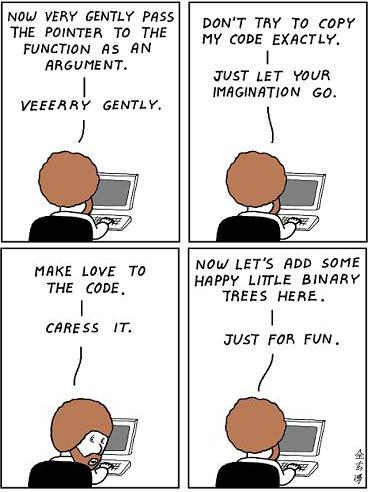 NOW VERY GENTLY PASS
THE POINTER TO THE
FUNCTION AS AN
ARGUMENT.
VEEERRY GENTLY.
DON'T TRY TO COPY
MY CODE EXACTLY.
JUST LET YOUR
IMAGINATION GO.
MAKE LOVE TO
THE CODE.
CARESS IT.
NOW LET'S ADD SOME
HAPPY LITTLE BINARY
TREES HERE.
JUST FOR FUN.